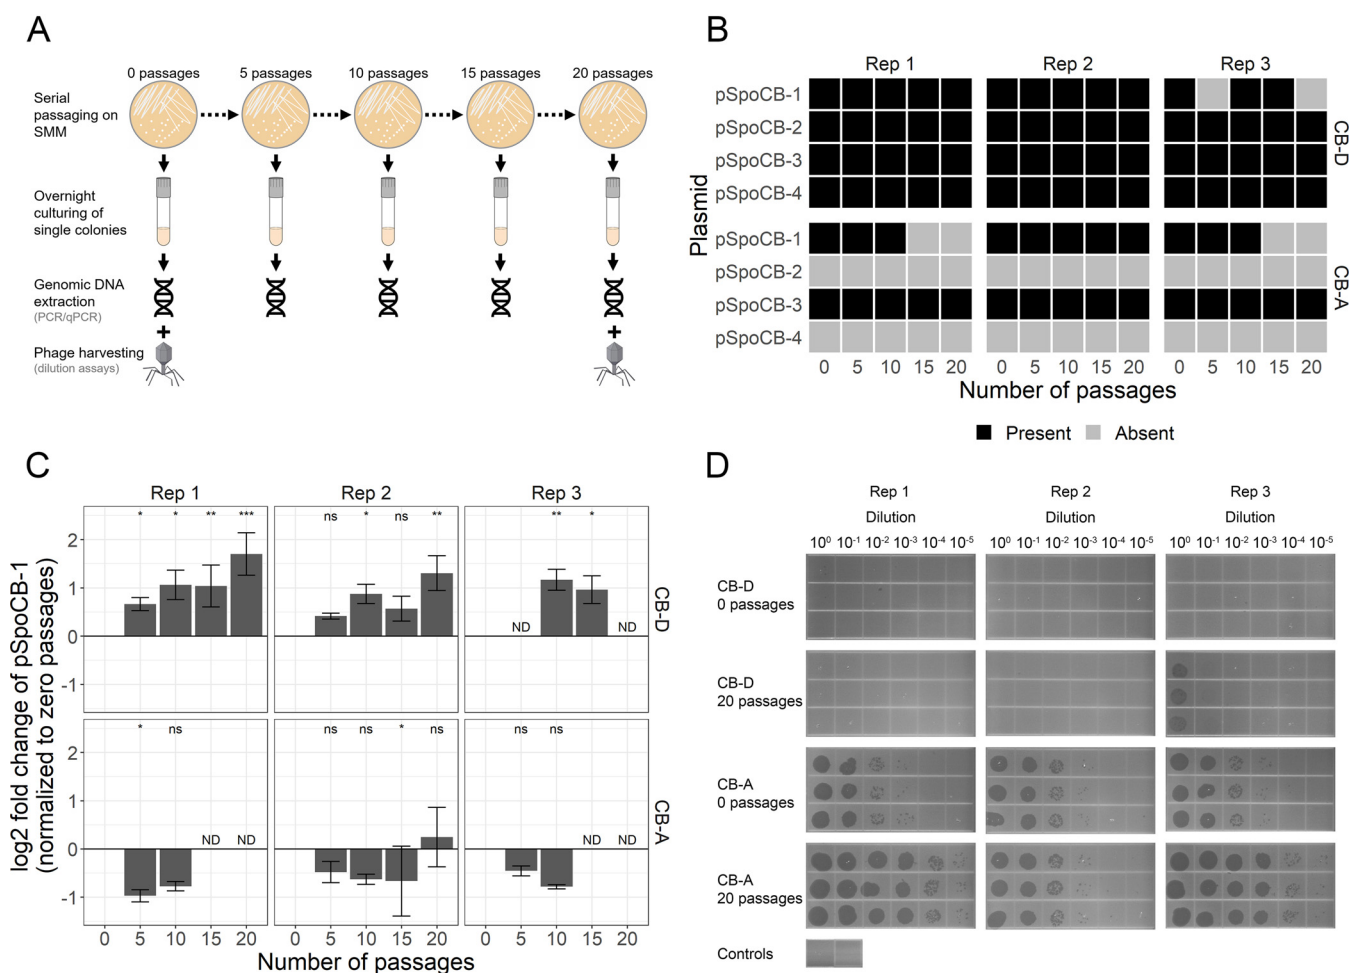 A
0 passages 5 passages 10 passages 15 passages 20 passages
Serial
passaging on
SMM
Overnight
culturing of
single colonies
Genomic DNA
extraction
(PCR/qPCR)
Phage harvesting
(dilution assays)
B
Rep 1 Rep 2 Rep 3
Plasmid
pSpoCB-1
pSpoCB-2
pSpoCB-3
pSpoCB-4
CB-D
pSpoCB-1
pSpoCB-2
pSpoCB-3
pSpoCB-4
CB-A
0 5 10 15 20 0 5 10 15 20 0 5 10 15 20
Number of passages
Present Absent
C
log2 fold change of pSpoCB-1
(normalized to zero passages)
Rep 1 Rep 2 Rep 3
* * ** *** ns * ns ** ** *
2
1
0
-1
ND ND
CB-D
* ns ns ns * ns ns ns
2
1
0
-1
ND ND ND ND
CB-A
0 5 10 15 20 0 5 10 15 20 0 5 10 15 20
Number of passages
D
Rep 1 Rep 2 Rep 3
Dilution Dilution Dilution
10⁰ 10⁻¹ 10⁻² 10⁻³ 10⁻⁴ 10⁻⁵ 10⁰ 10⁻¹ 10⁻² 10⁻³ 10⁻⁴ 10⁻⁵ 10⁰ 10⁻¹ 10⁻² 10⁻³ 10⁻⁴ 10⁻⁵
CB-D
0 passages
CB-D
20 passages
CB-A
0 passages
CB-A
20 passages
Controls